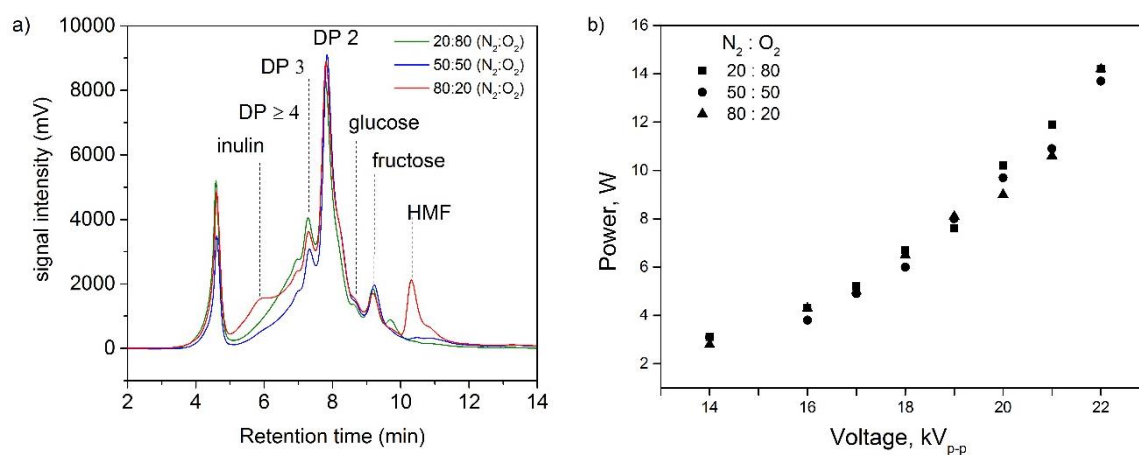 a)
10000
8000
6000
4000
2000
0
signal intensity (mV)
DP 2
DP 3
DP ≥ 4
inulin
glucose
fructose
HMF
20:80 (N₂:O₂)
50:50 (N₂:O₂)
80:20 (N₂:O₂)
2 4 6 8 10 12 14
Retention time (min)
b)
16
14
12
10
8
6
4
2
Power, W
N₂ : O₂
20 : 80
50 : 50
80 : 20
14 16 18 20 22
Voltage, kVp-p